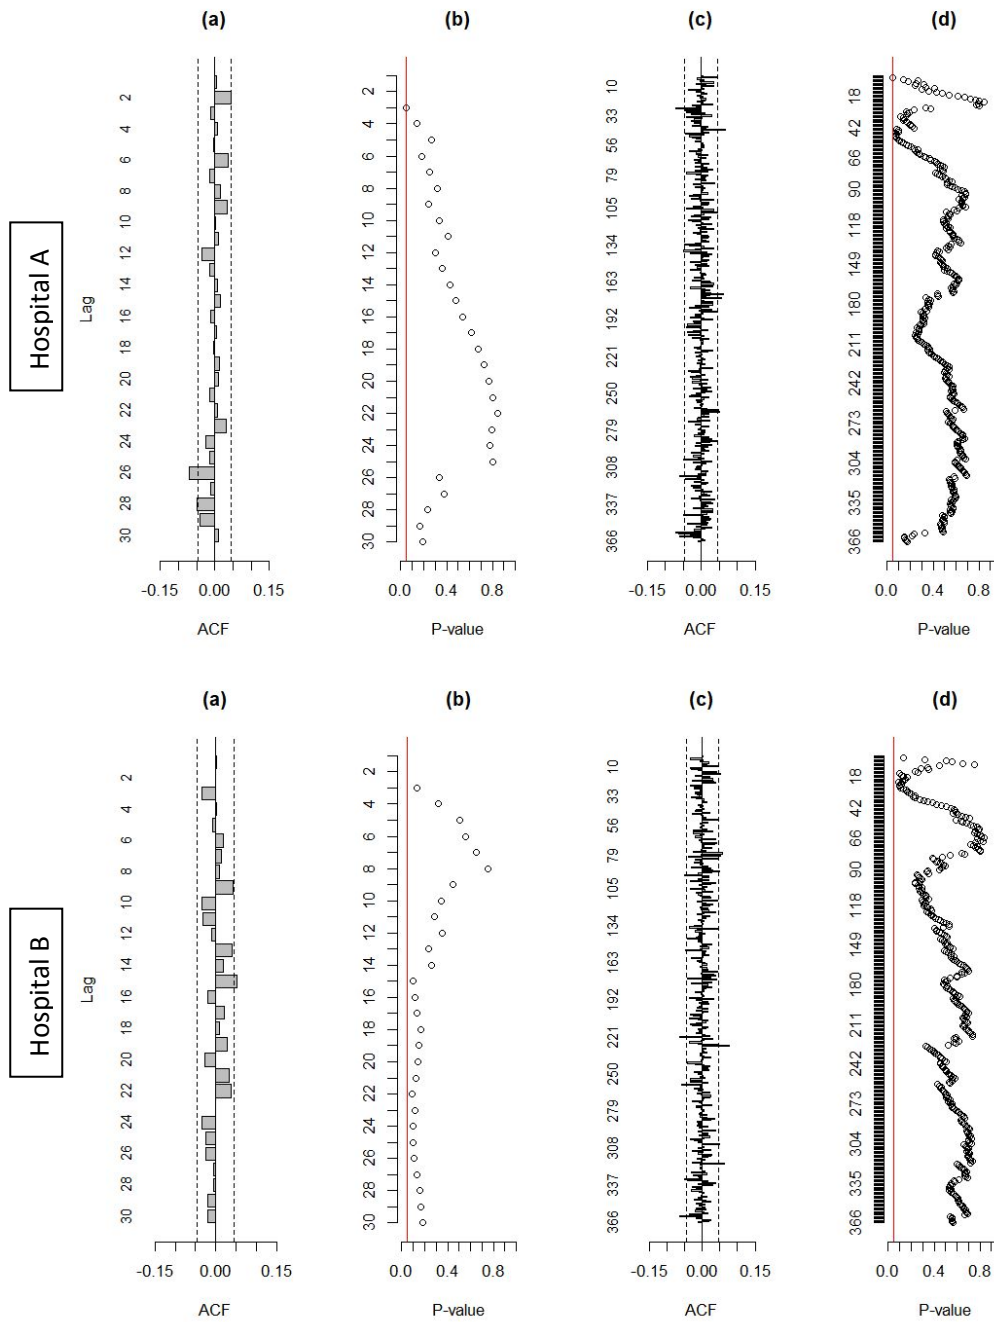 (a) (b) (c) (d)
Hospital A
Lag
2 4 6 8 10 12 14 16 18 20 22 24 26 28 30
-0.15 0.00 0.15
ACF
2 4 6 8 10 12 14 16 18 20 22 24 26 28 30
0.0 0.4 0.8
P-value
10 33 56 79 105 134 163 192 221 250 279 308 337 366
-0.15 0.00 0.15
ACF
18 42 66 90 118 149 180 211 242 273 304 335 366
0.0 0.4 0.8
P-value
(a) (b) (c) (d)
Hospital B
Lag
2 4 6 8 10 12 14 16 18 20 22 24 26 28 30
-0.15 0.00 0.15
ACF
2 4 6 8 10 12 14 16 18 20 22 24 26 28 30
0.0 0.4 0.8
P-value
10 33 56 79 105 134 163 192 221 250 279 308 337 366
-0.15 0.00 0.15
ACF
18 42 66 90 118 149 180 211 242 273 304 335 366
0.0 0.4 0.8
P-value